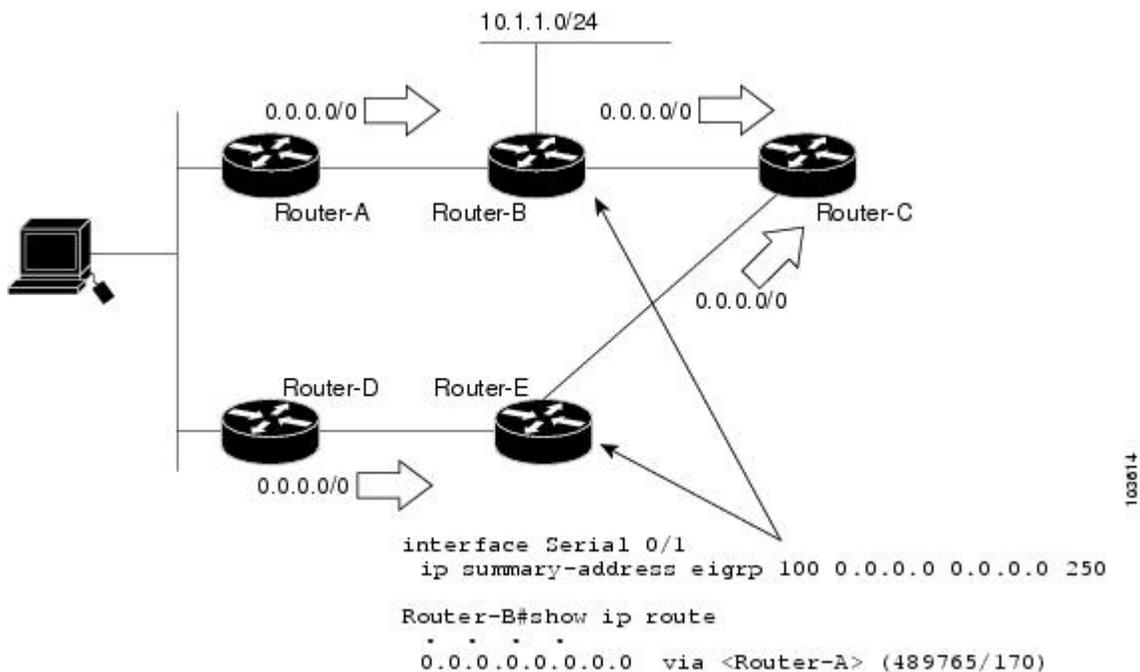 10.1.1.0/24
0.0.0.0/0
0.0.0.0/0
Router-A
Router-B
Router-C
0.0.0.0/0
Router-D
Router-E
0.0.0.0/0
103614
interface Serial 0/1
ip summary-address eigrp 100 0.0.0.0 0.0.0.0 250
Router-B#show ip route
. . . .
0.0.0.0.0.0.0.0 via <Router-A> (489765/170)